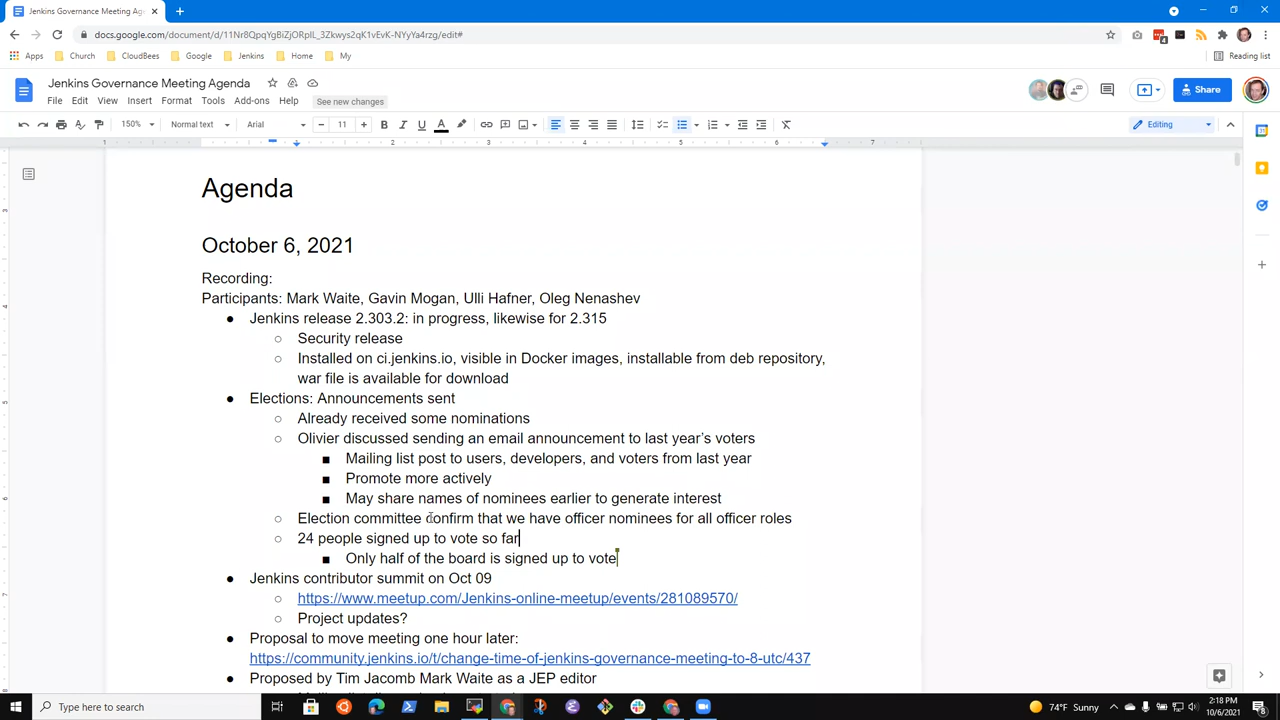 Jenkins Governance Meeting Ag
docs.google.com/document/d/11Nr8QpqYgBiZjORpIL_3Zkwys2qK1vEvK-NYyYa4rzg/edit#
Apps Church CloudBees Google Jenkins Home My Reading list
Jenkins Governance Meeting Agenda
File Edit View Insert Format Tools Add-ons Help See new changes
Share
150% Normal text Arial 11 Editing
1 1 2 3 4 5 6 7
Agenda
October 6, 2021
Recording:
Participants: Mark Waite, Gavin Mogan, Ulli Hafner, Oleg Nenashev
● Jenkins release 2.303.2: in progress, likewise for 2.315
○ Security release
○ Installed on ci.jenkins.io, visible in Docker images, installable from deb repository,
war file is available for download
● Elections: Announcements sent
○ Already received some nominations
○ Olivier discussed sending an email announcement to last year's voters
■ Mailing list post to users, developers, and voters from last year
■ Promote more actively
■ May share names of nominees earlier to generate interest
○ Election committee confirm that we have officer nominees for all officer roles
○ 24 people signed up to vote so far
■ Only half of the board is signed up to vote
● Jenkins contributor summit on Oct 09
○ https://www.meetup.com/Jenkins-online-meetup/events/281089570/
○ Project updates?
● Proposal to move meeting one hour later:
https://community.jenkins.io/t/change-time-of-jenkins-governance-meeting-to-8-utc/437
● Proposed by Tim Jacomb Mark Waite as a JEP editor
Type here to search
74°F Sunny
2:18 PM
10/6/2021